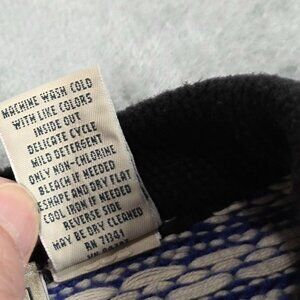 MACHINE WASH COLD
WITH LIKE COLORS
INSIDE OUT
DELICATE CYCLE
MILD DETERGENT
ONLY NON-CHLORINE
BLEACH IF NEEDED
RESHAPE AND DRY FLAT
COOL IRON IF NEEDED
REVERSE SIDE
MAY BE DRY CLEANED
RN 71341